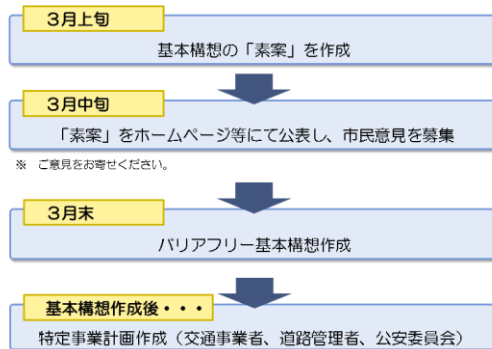 ３月上旬
基本構想の「素案」を作成
３月中旬
「素案」をホームページ等にて公表し、市民意見を募集
※　ご意見をお寄せください。
３月末
バリアフリー基本構想作成
基本構想作成後・・・
特定事業計画作成（交通事業者、道路管理者、公安委員会）